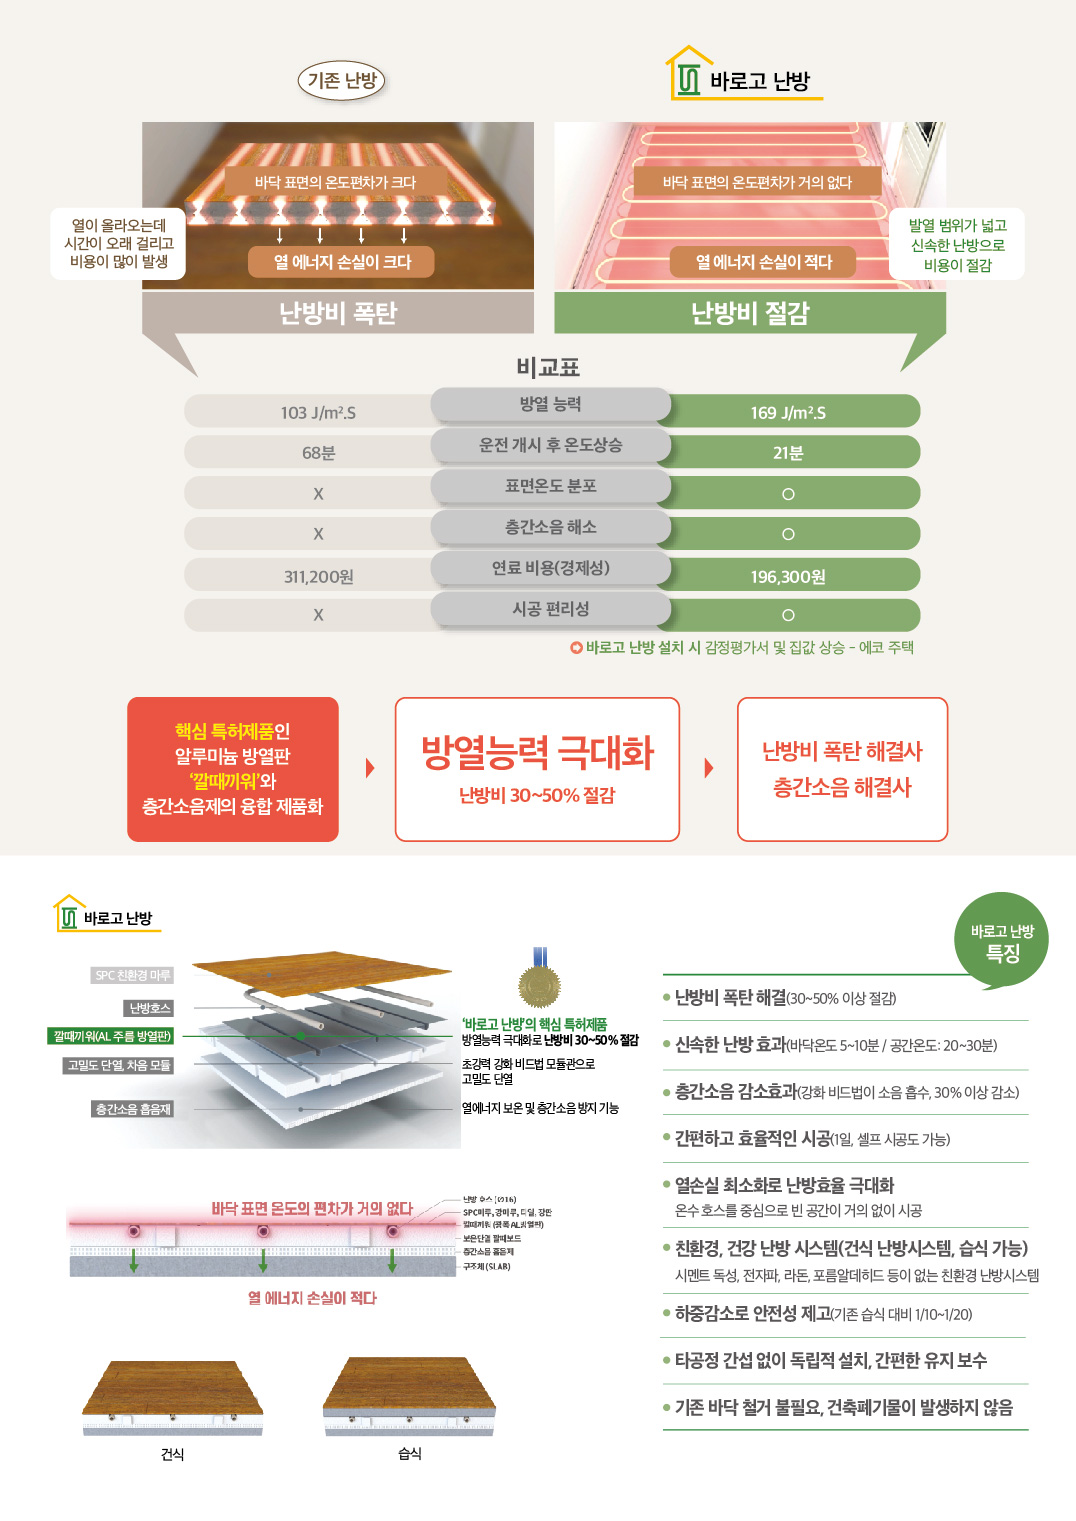 기존 난방
바로고 난방
바닥 표면의 온도편차가 크다
열이 올라오는데
시간이 오래 걸리고
비용이 많이 발생
열 에너지 손실이 크다
난방비 폭탄
바닥 표면의 온도편차가 거의 없다
발열 범위가 넓고
신속한 난방으로
비용이 절감
열 에너지 손실이 적다
난방비 절감
비교표
103 J/m².S 방열 능력 169 J/m².S
68분 운전 개시 후 온도상승 21분
X 표면온도 분포 O
X 층간소음 해소 O
311,200원 연료 비용(경제성) 196,300원
X 시공 편리성 O
바로고 난방 설치 시 감정평가서 및 집값 상승 - 에코 주택
핵심 특허제품인
알루미늄 방열판
‘깔때끼워’와
층간소음제의 융합 제품화
방열능력 극대화
난방비 30~50% 절감
난방비 폭탄 해결사
층간소음 해결사
바로고 난방
SPC 친환경 마루
난방호스
깔때끼워(AL 주름 방열판)
고밀도 단열, 차음 모듈
층간소음 흡음재
‘바로고 난방’의 핵심 특허제품
방열능력 극대화로 난방비 30~50% 절감
초강력 강화 비드법 모듈관으로
고밀도 단열
열에너지 보온 및 층간소음 방지 기능
바닥 표면 온도의 편차가 거의 없다
난방 호스 (Ø16)
SPC마루, 강마루, 타일, 장판
깔때끼워 (왕복 AL방열판)
보온단열 깔때보드
층간소음 흡음제
구조체 (SLAB)
열 에너지 손실이 적다
건식
습식
바로고 난방
특징
난방비 폭탄 해결(30~50% 이상 절감)
신속한 난방 효과(바닥온도 5~10분 / 공간온도: 20~30분)
층간소음 감소효과(강화 비드법이 소음 흡수, 30% 이상 감소)
간편하고 효율적인 시공(1일, 셀프 시공도 가능)
열손실 최소화로 난방효율 극대화
온수 호스를 중심으로 빈 공간이 거의 없이 시공
친환경, 건강 난방 시스템(건식 난방시스템, 습식 가능)
시멘트 독성, 전자파, 라돈, 포름알데히드 등이 없는 친환경 난방시스템
하중감소로 안전성 제고(기존 습식 대비 1/10~1/20)
타공정 간섭 없이 독립적 설치, 간편한 유지 보수
기존 바닥 철거 불필요, 건축폐기물이 발생하지 않음